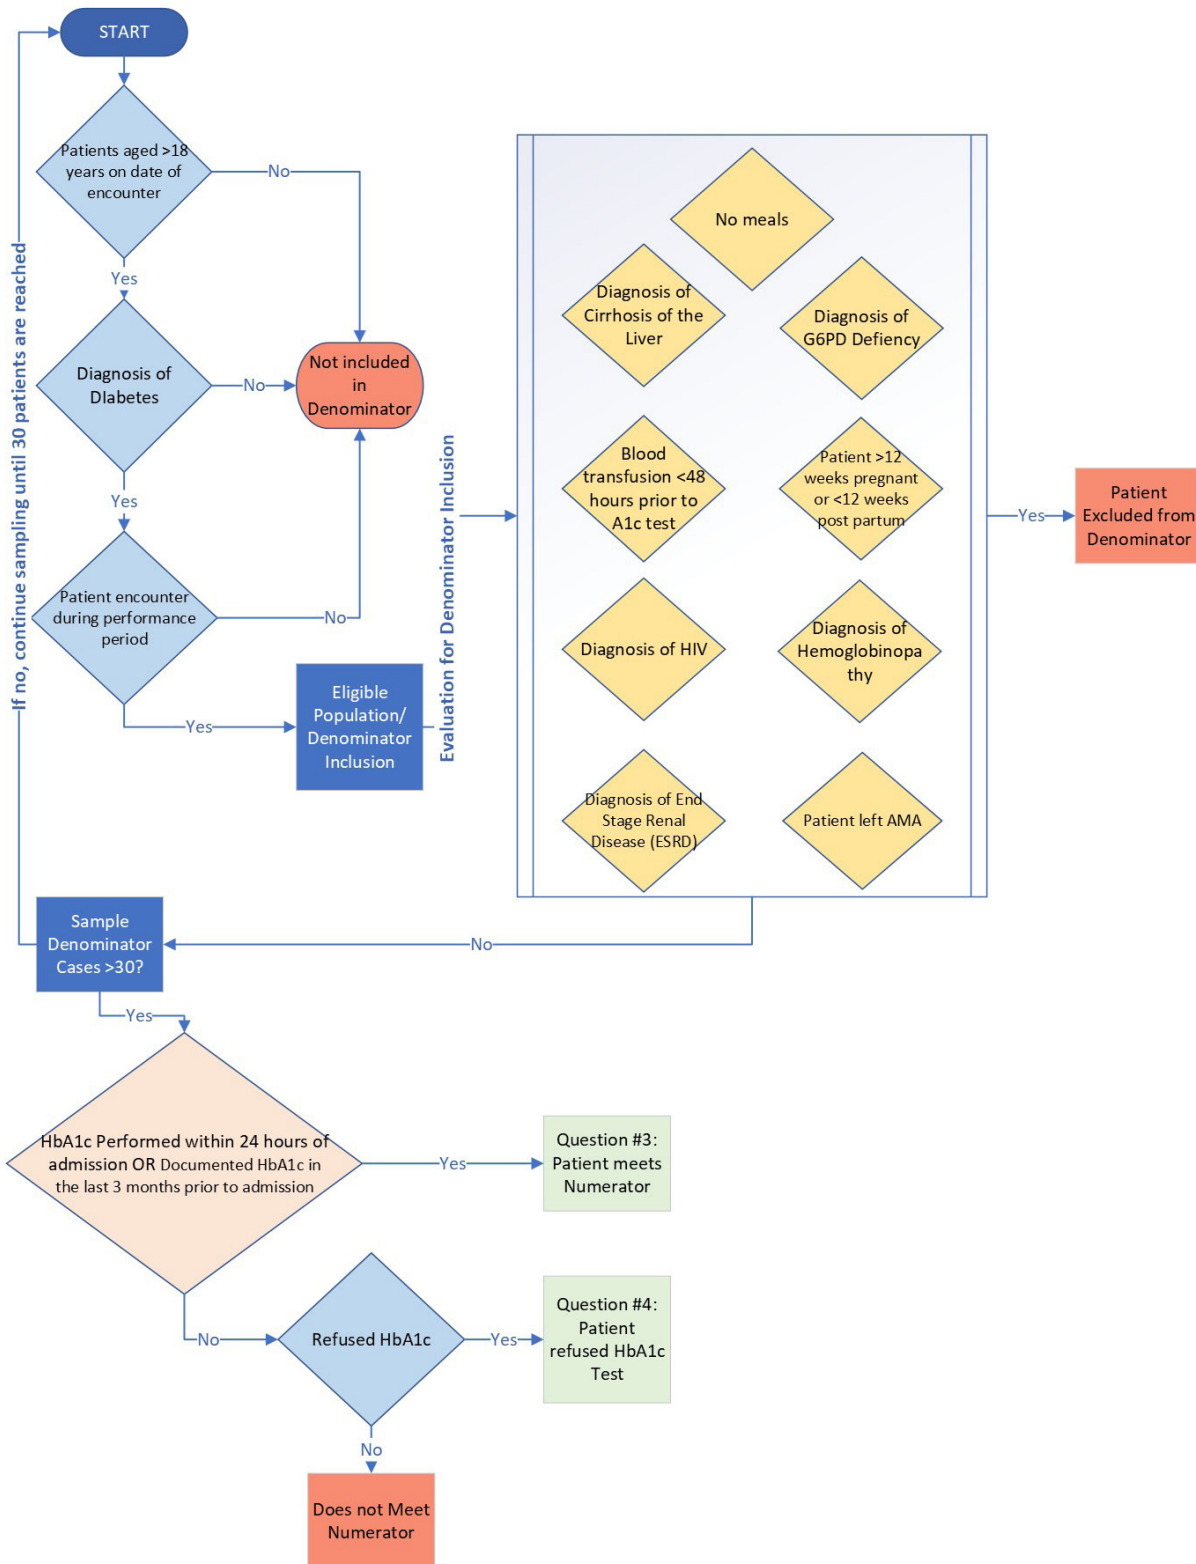 START
Patients aged >18
years on date of
encounter
No
Yes
Diagnosis of
DIabetes
No
Not included
in
Denominator
Yes
Patient encounter
during performance
period
No
Yes
Eligible
Population/
Denominator
Inclusion
If no, continue sampling until 30 patients are reached
Evaluation for Denominator Inclusion
No meals
Diagnosis of
Cirrhosis of the
Liver
Diagnosis of
G6PD Defiency
Blood
transfusion <48
hours prior to
A1c test
Patient >12
weeks pregnant
or <12 weeks
post partum
Diagnosis of HIV
Diagnosis of
Hemoglobinopa
thy
Diagnosis of End
Stage Renal
Disease (ESRD)
Patient left AMA
Yes
Patient
Excluded from
Denominator
No
Sample
Denominator
Cases >30?
Yes
HbA1c Performed within 24 hours of
admission OR Documented HbA1c in
the last 3 months prior to admission
Yes
Question #3:
Patient meets
Numerator
No
Refused HbA1c
Yes
Question #4:
Patient
refused HbA1c
Test
No
Does not Meet
Numerator